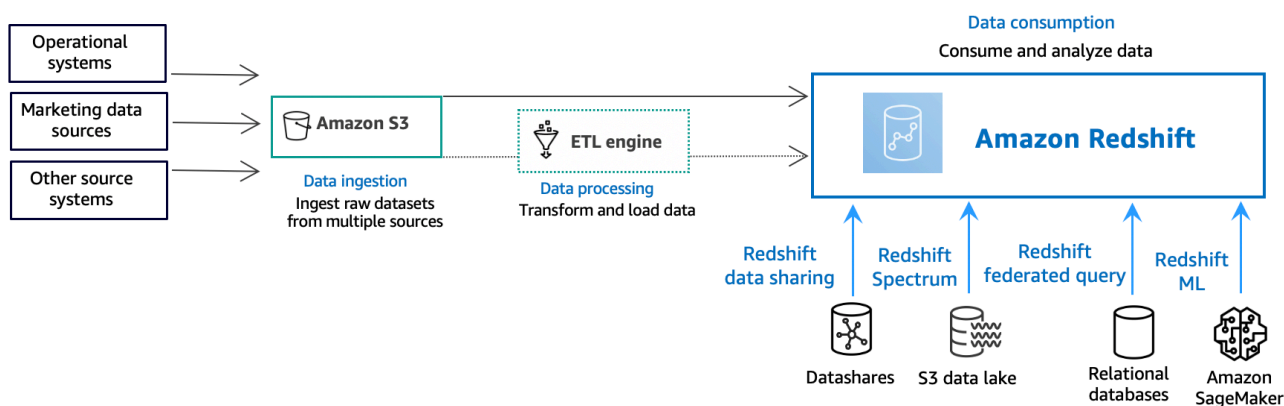 Operational
systems
Marketing data
sources
Other source
systems
Amazon S3
Data ingestion
Ingest raw datasets
from multiple sources
ETL engine
Data processing
Transform and load data
Data consumption
Consume and analyze data
Amazon Redshift
Redshift
data sharing
Redshift
Spectrum
Redshift
federated query
Redshift
ML
Datashares
S3 data lake
Relational
databases
Amazon
SageMaker